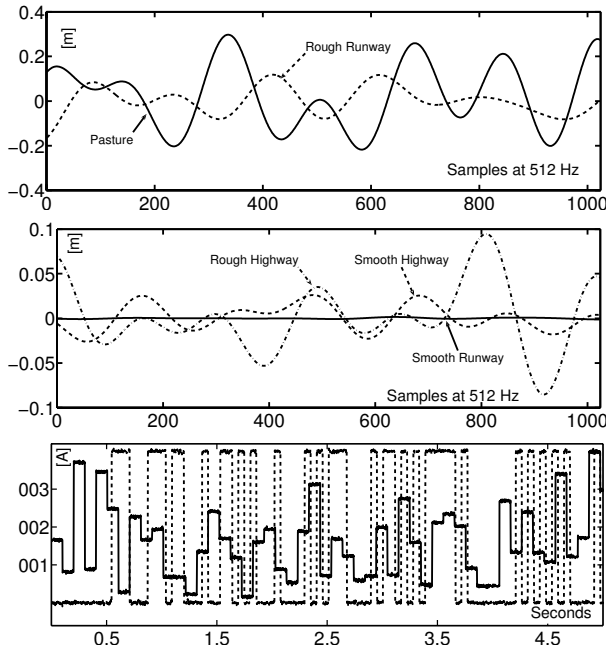 0.4
[m]
Rough Runway
0.2
0
Pasture
−0.2
Samples at 512 Hz
−0.4
0 200 400 600 800 1000
0.1
[m]
Rough Highway Smooth Highway
0.05
0
Smooth Runway
−0.05
Samples at 512 Hz
−0.1
0 200 400 600 800 1000
[A]
003
002
001
Seconds
0.5 1.5 2.5 3.5 4.5